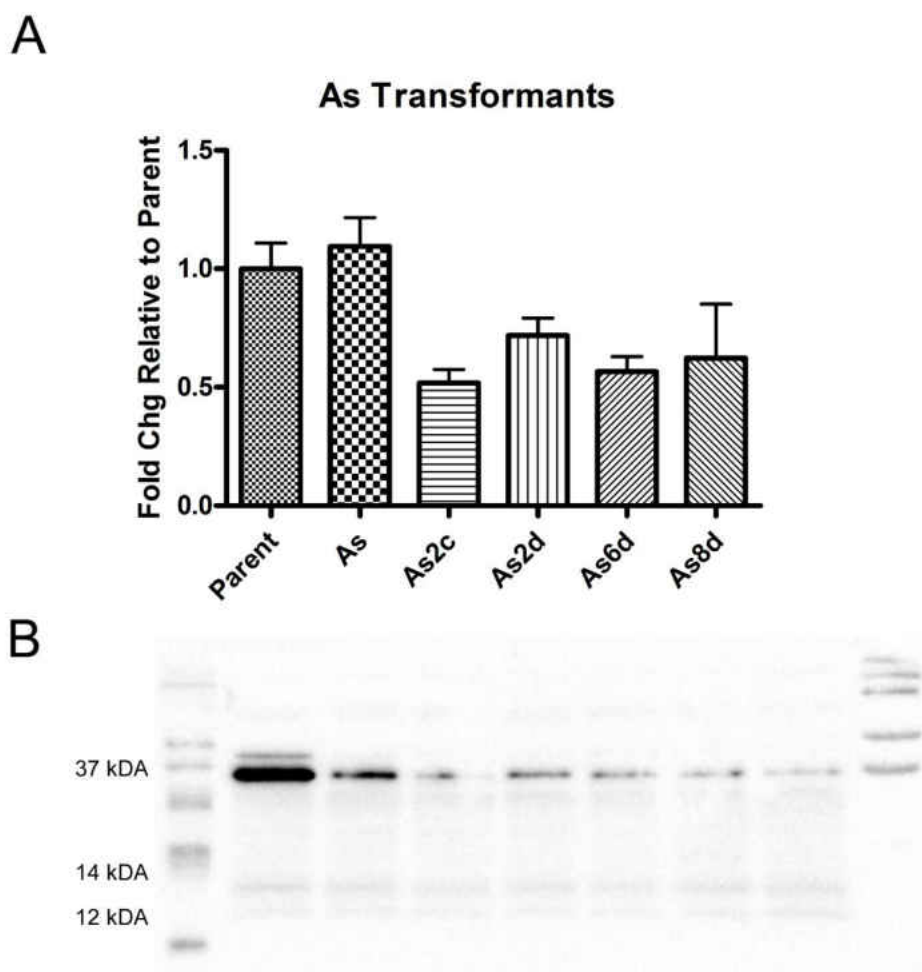 A
As Transformants
Fold Chg Relative to Parent
1.5
1.0
0.5
0.0
Parent
As
As2c
As2d
As6d
As8d
B
37 kDA
14 kDA
12 kDA